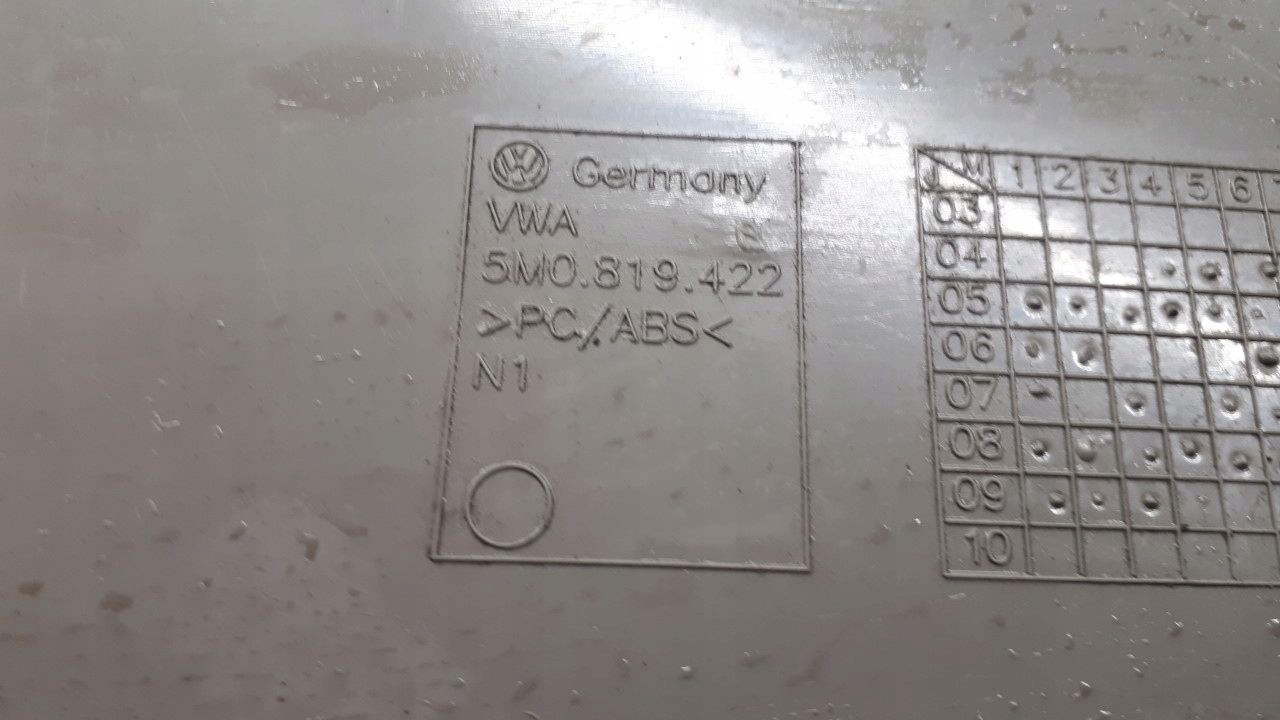 VW Germany
VWA
5M0.819.422
>PC/ABS<
N1
J M 1 2 3 4 5 6
03
04
05
06
07
08
09
10